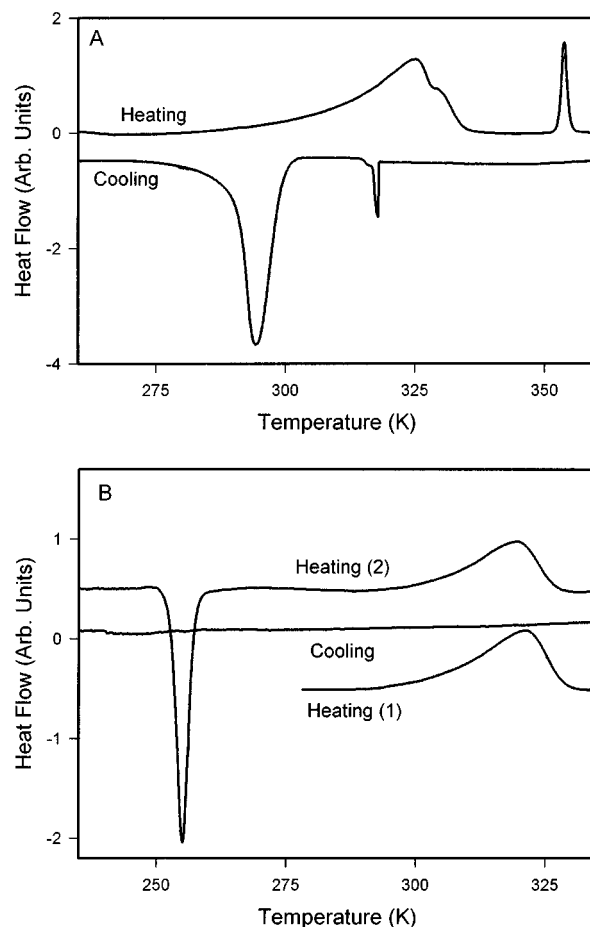 A
2
Heating
0
Cooling
-2
-4
Heat Flow (Arb. Units)
275 300 325 350
Temperature (K)
B
1
Heating (2)
0
Cooling
Heating (1)
-1
-2
Heat Flow (Arb. Units)
250 275 300 325
Temperature (K)